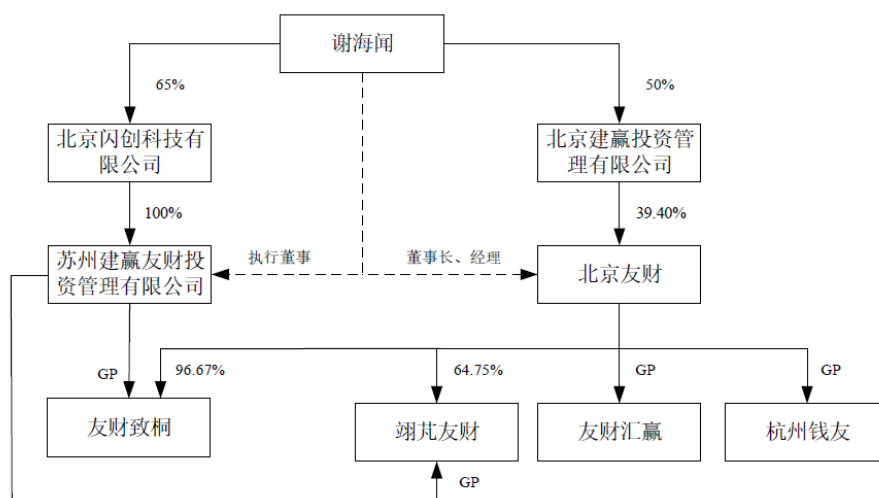 谢海闻
65%
50%
北京闪创科技有
限公司
北京建赢投资管
理有限公司
100%
39.40%
苏州建赢友财投
资管理有限公司
执行董事
董事长、经理
北京友财
GP
96.67%
64.75%
GP
GP
友财致桐
翊芃友财
友财汇赢
杭州钱友
GP